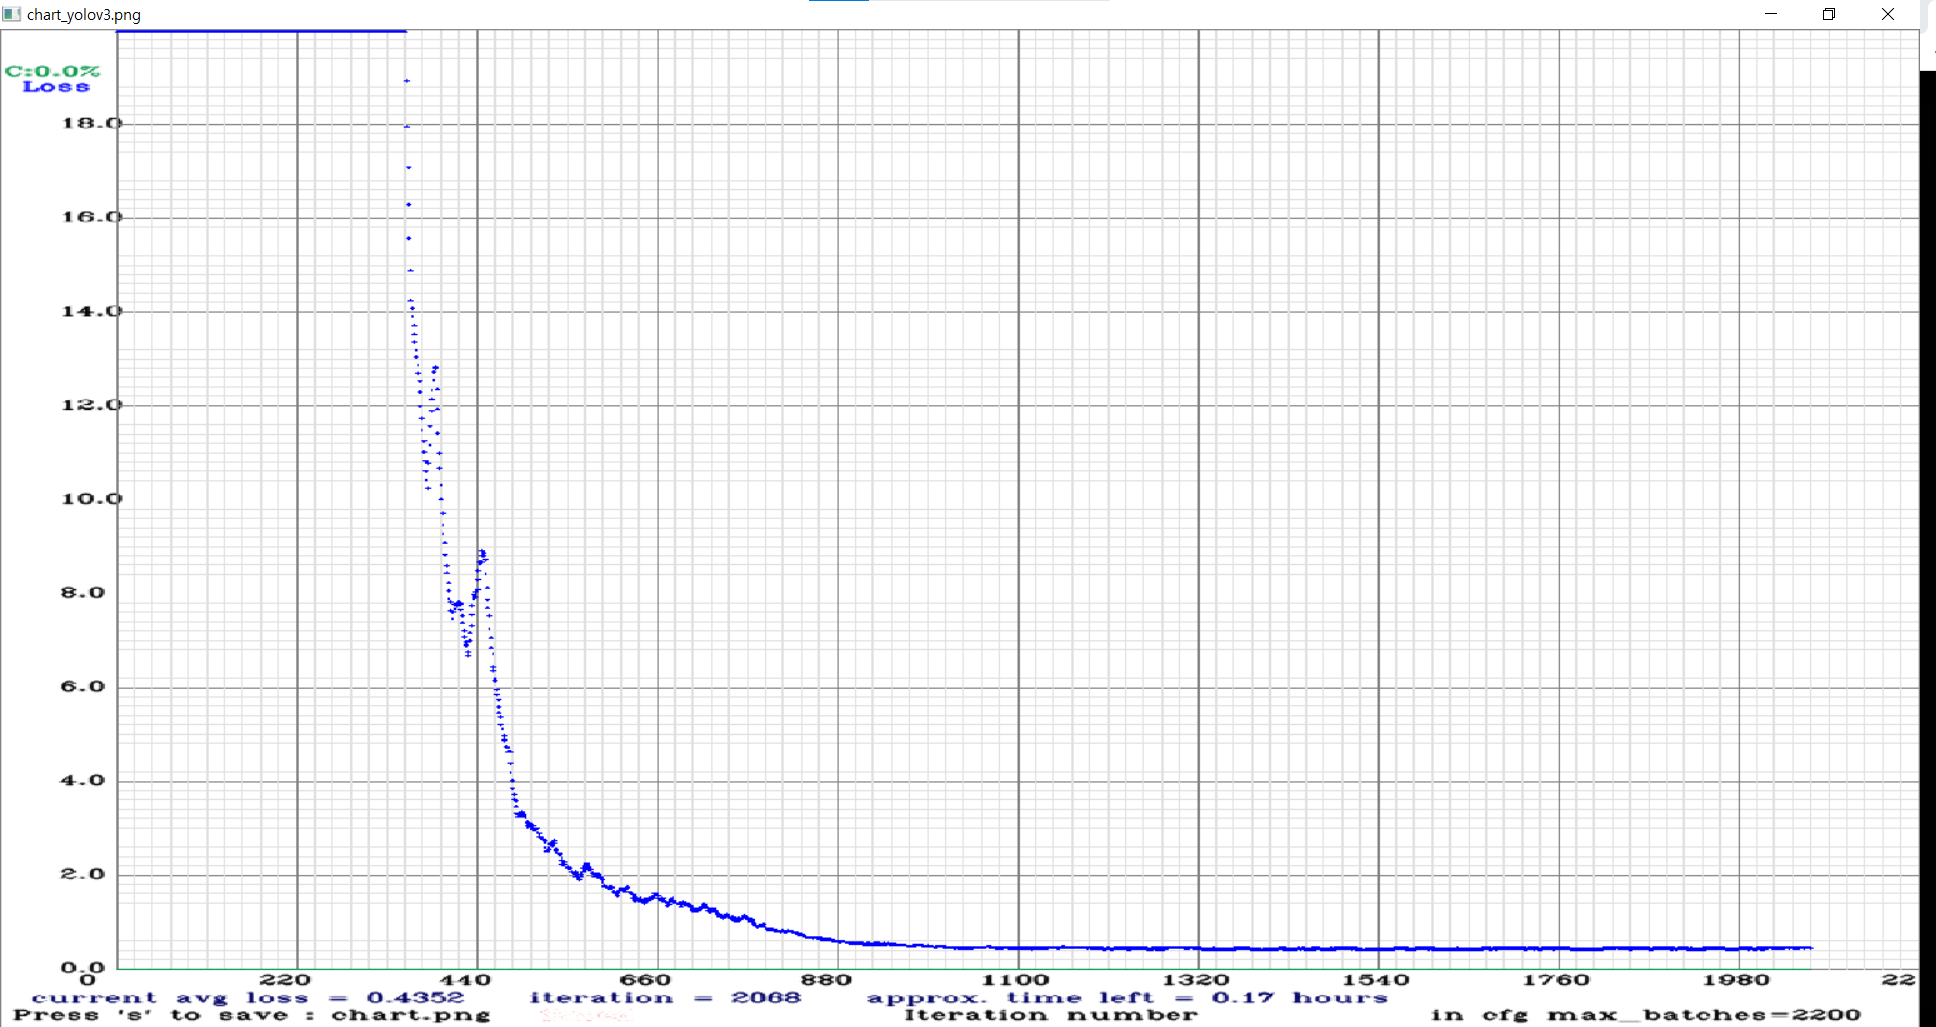 chart_yolov3.png
C:0.0%
Loss
18.0
16.0
14.0
12.0
10.0
8.0
6.0
4.0
2.0
0.0
0 220 440 660 880 1100 1320 1540 1760 1980 22
current avg loss = 0.4352 iteration = 2068 approx. time left = 0.17 hours
Press 's' to save : chart.png Iteration number in cfg max_batches=2200